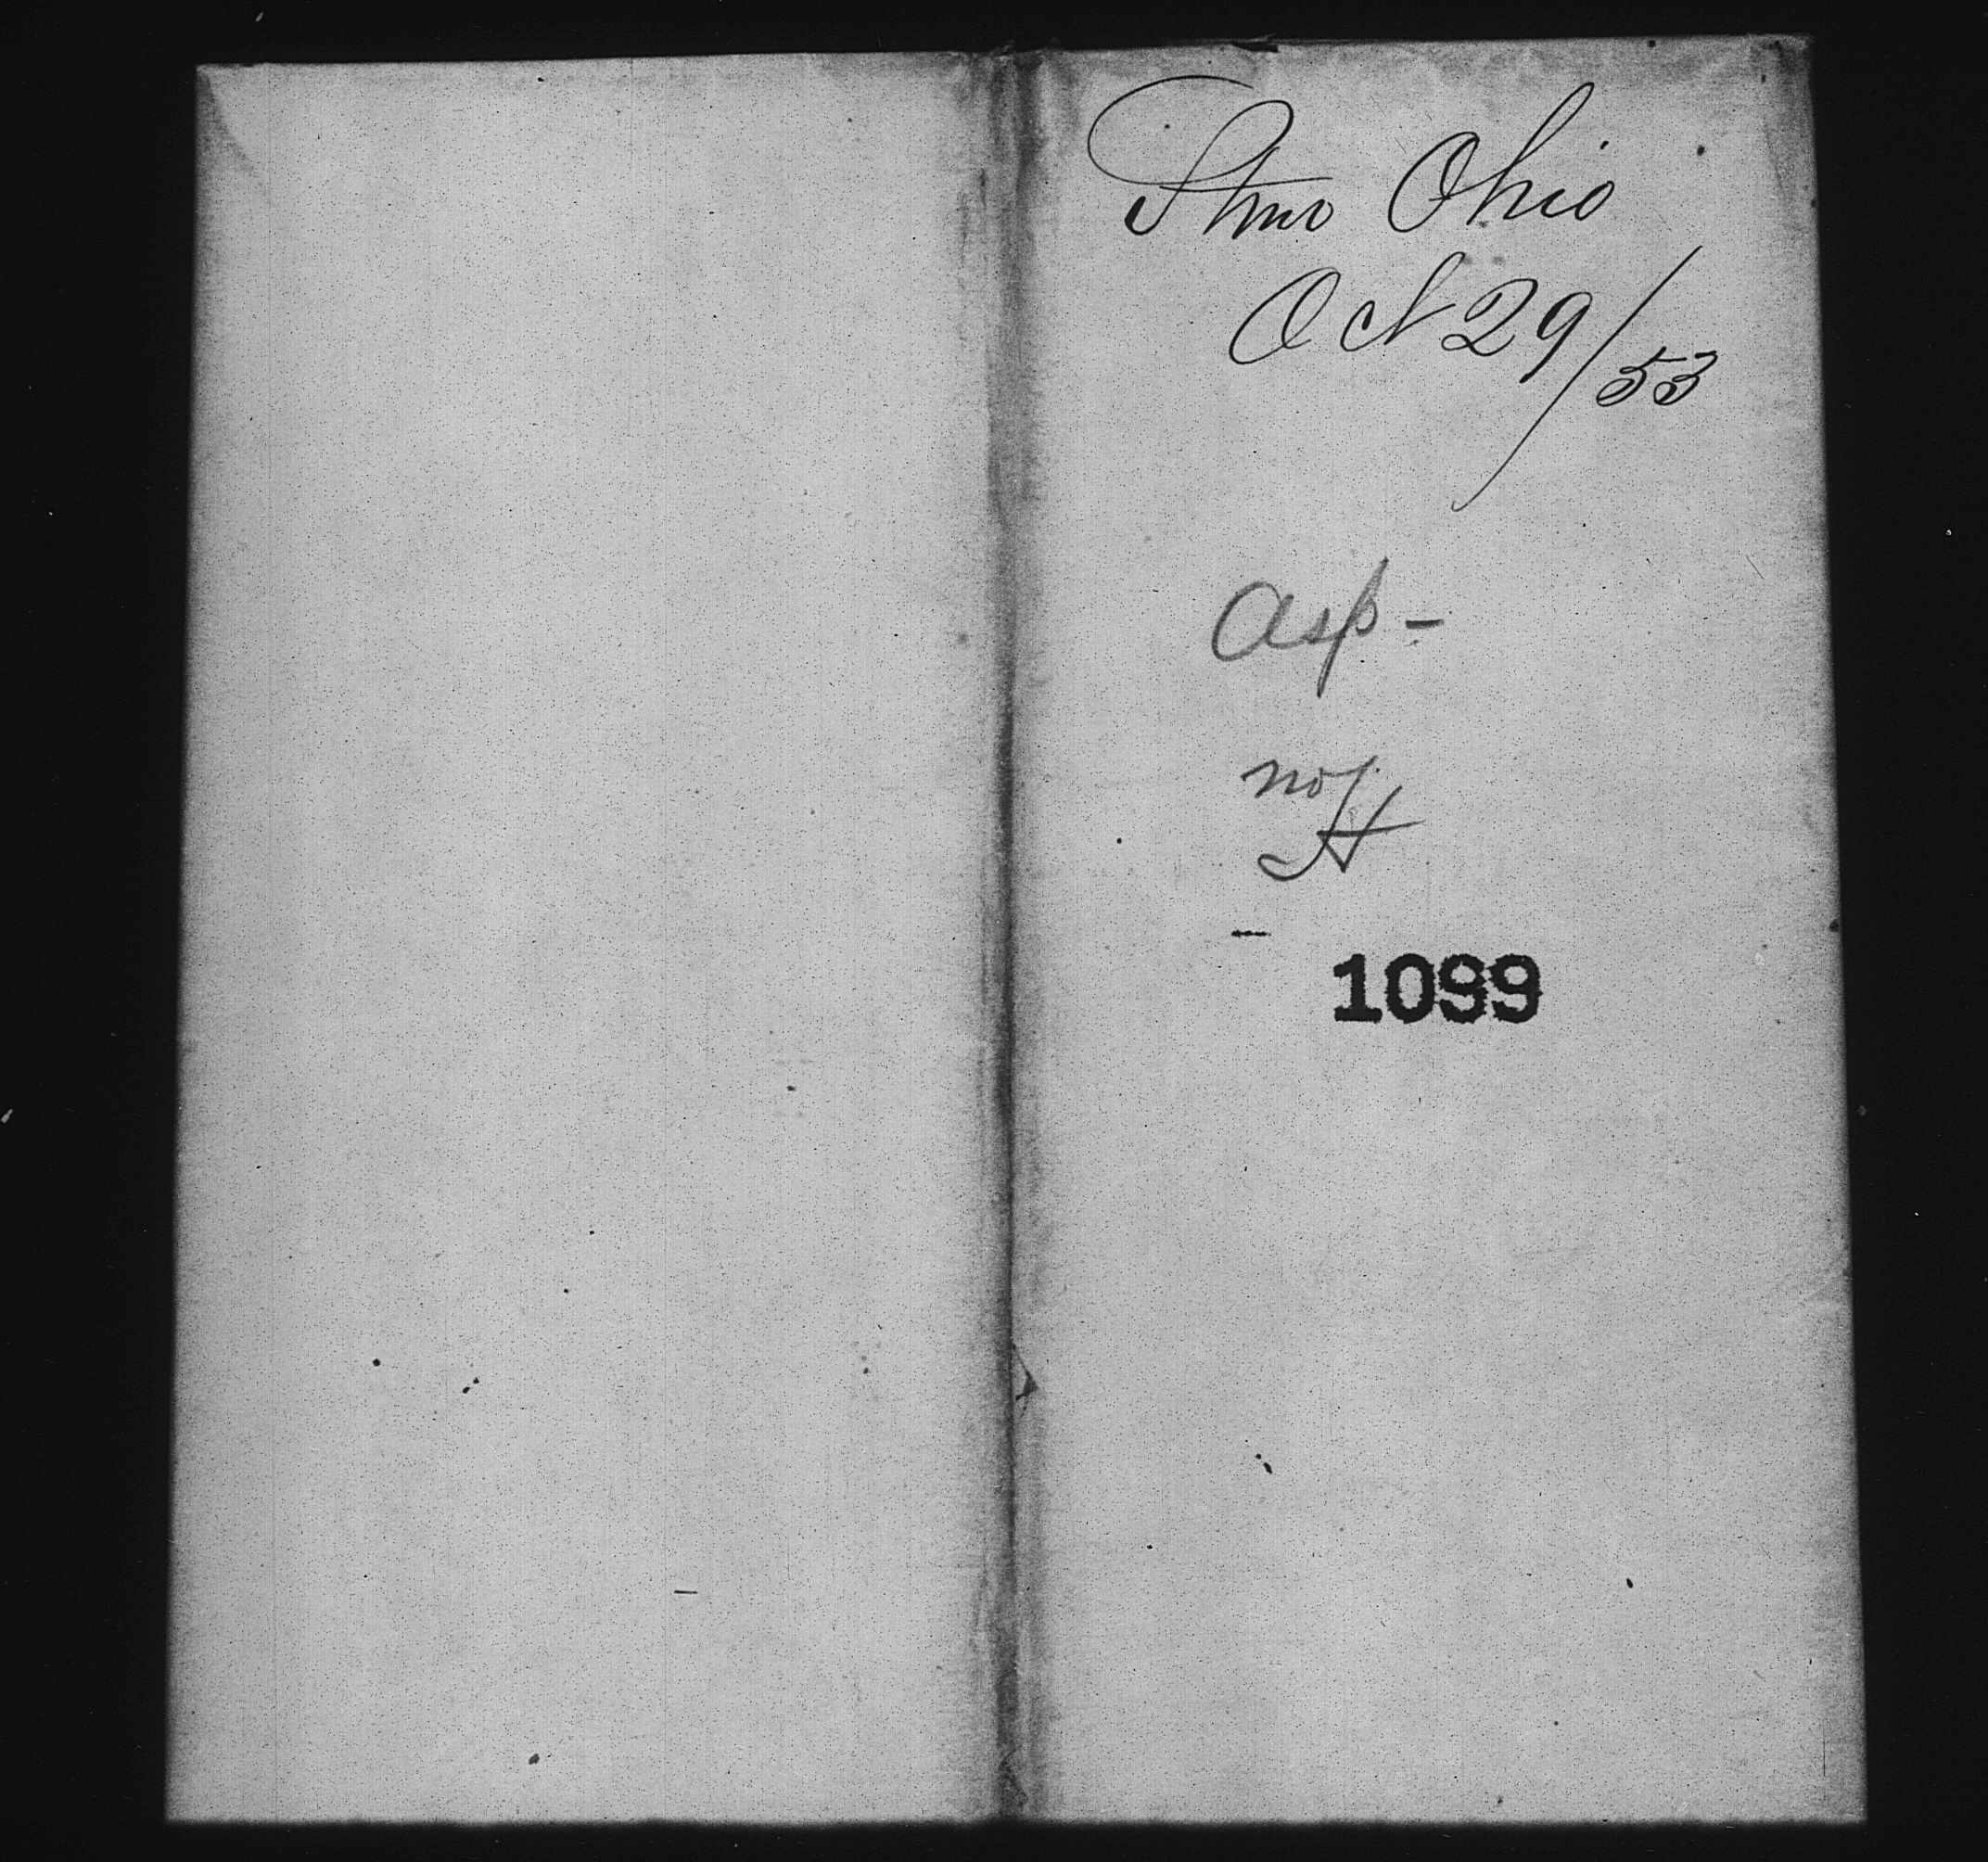 Stmr Ohio
Oct 29/53
Asp -
no/H
1099